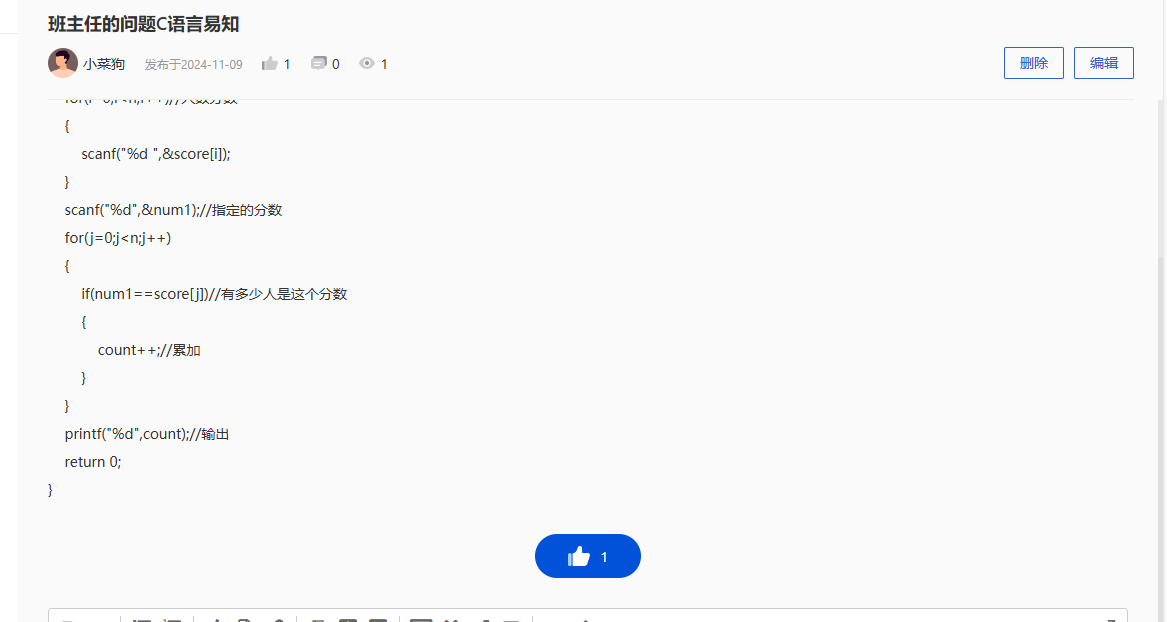 班主任的问题C语言易知
小菜狗 发布于2024-11-09 1 0 1 删除 编辑
{
scanf("%d ",&score[i]);
}
scanf("%d",&num1);//指定的分数
for(j=0;j<n;j++)
{
if(num1==score[j])//有多少人是这个分数
{
count++;//累加
}
}
printf("%d",count);//输出
return 0;
}
1